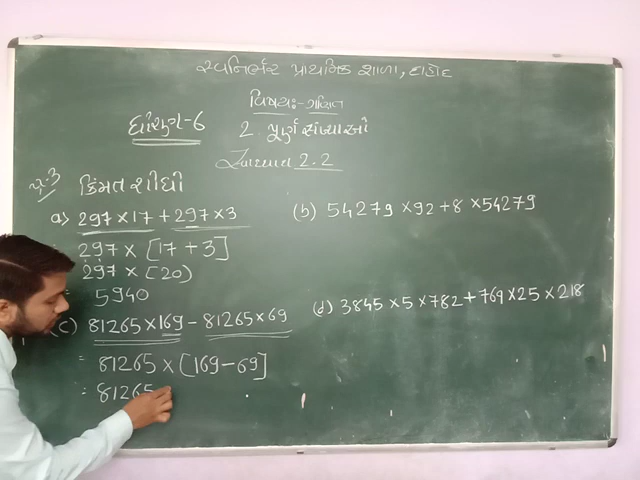 સ્વનિર્ભર પ્રાથમિક શાળા, દાહોદ
વિષય:- ગણિત
ધોરણ-6
2. પૂર્ણ સંખ્યાઓ
સ્વાધ્યાય 2.2
પ્ર-3 કિંમત શોધો
a) 297 × 17 + 297 × 3
297 × [17 + 3]
297 × (20)
5940
(b) 54279 × 92 + 8 × 54279
(c) 81265 × 169 - 81265 × 69
= 81265 × [169 - 69]
= 81265
(d) 3845 × 5 × 782 + 769 × 25 × 218